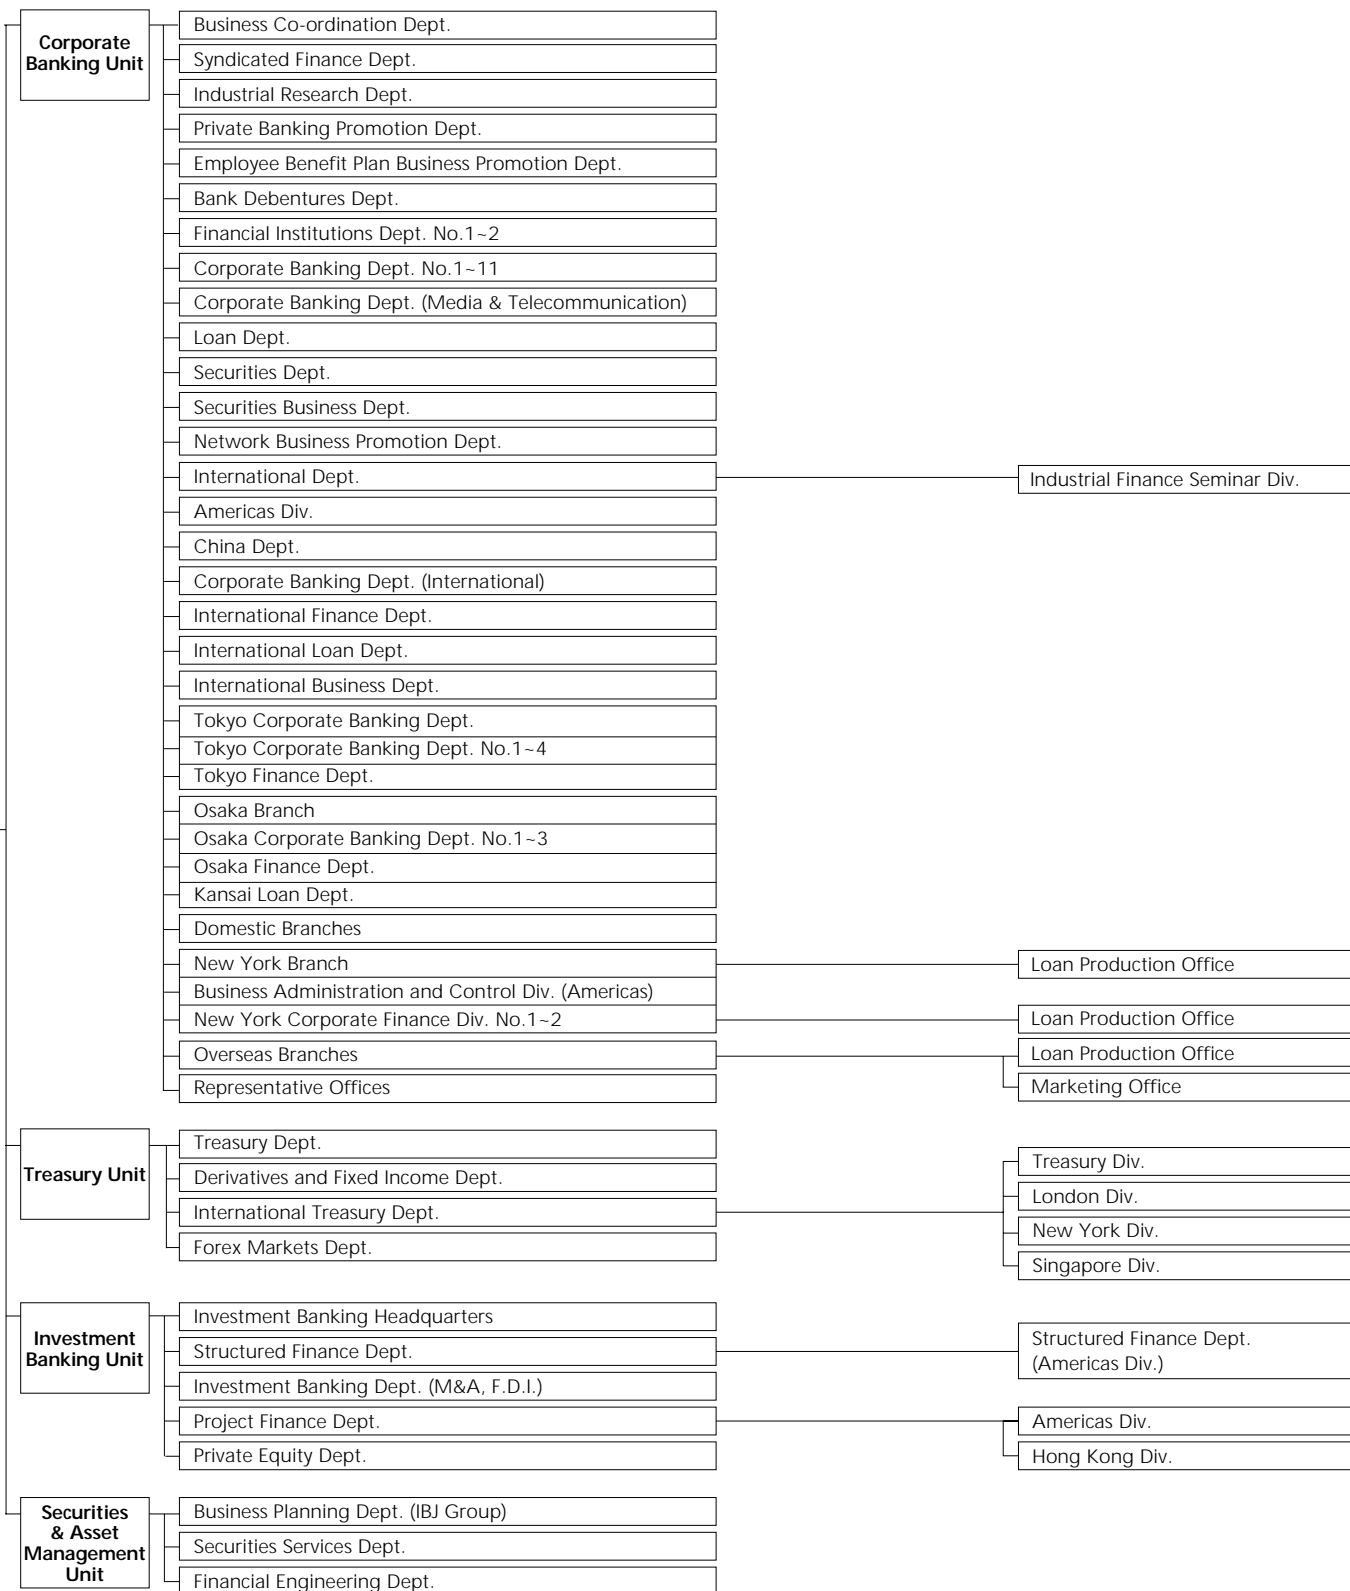 Corporate
Banking Unit
Business Co-ordination Dept.
Syndicated Finance Dept.
Industrial Research Dept.
Private Banking Promotion Dept.
Employee Benefit Plan Business Promotion Dept.
Bank Debentures Dept.
Financial Institutions Dept. No.1~2
Corporate Banking Dept. No.1~11
Corporate Banking Dept. (Media & Telecommunication)
Loan Dept.
Securities Dept.
Securities Business Dept.
Network Business Promotion Dept.
International Dept.
Industrial Finance Seminar Div.
Americas Div.
China Dept.
Corporate Banking Dept. (International)
International Finance Dept.
International Loan Dept.
International Business Dept.
Tokyo Corporate Banking Dept.
Tokyo Corporate Banking Dept. No.1~4
Tokyo Finance Dept.
Osaka Branch
Osaka Corporate Banking Dept. No.1~3
Osaka Finance Dept.
Kansai Loan Dept.
Domestic Branches
New York Branch
Loan Production Office
Business Administration and Control Div. (Americas)
New York Corporate Finance Div. No.1~2
Loan Production Office
Overseas Branches
Loan Production Office
Marketing Office
Representative Offices
Treasury Unit
Treasury Dept.
Derivatives and Fixed Income Dept.
International Treasury Dept.
Treasury Div.
London Div.
New York Div.
Singapore Div.
Forex Markets Dept.
Investment
Banking Unit
Investment Banking Headquarters
Structured Finance Dept.
Structured Finance Dept.
(Americas Div.)
Investment Banking Dept. (M&A, F.D.I.)
Project Finance Dept.
Americas Div.
Hong Kong Div.
Private Equity Dept.
Securities
& Asset
Management
Unit
Business Planning Dept. (IBJ Group)
Securities Services Dept.
Financial Engineering Dept.